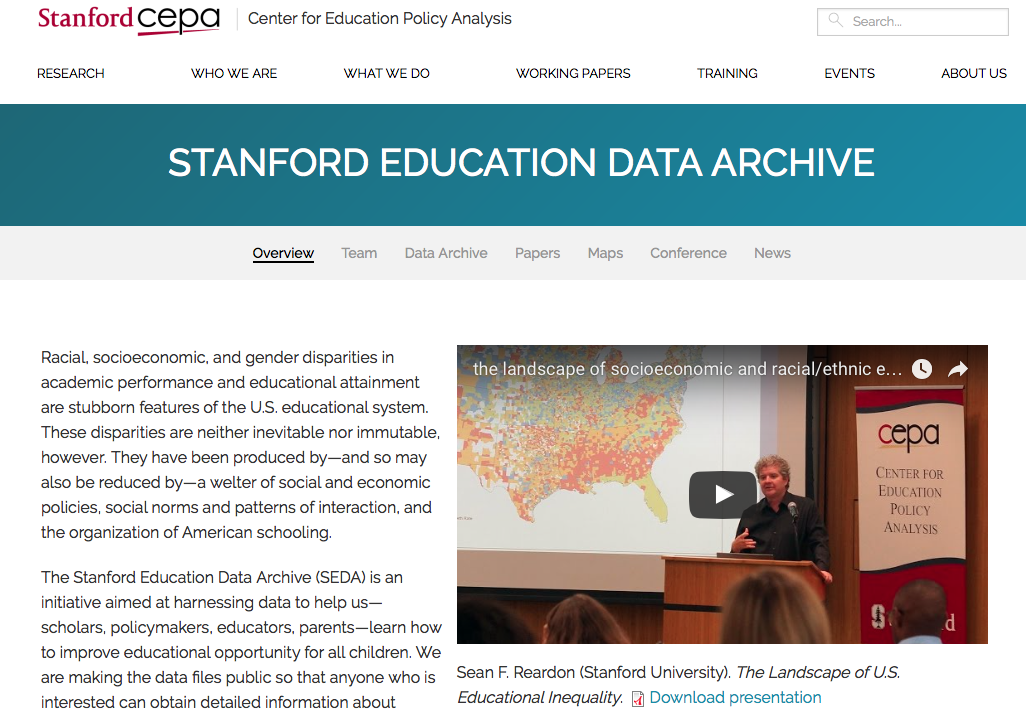 Stanford cepa Center for Education Policy Analysis
Search...
RESEARCH WHO WE ARE WHAT WE DO WORKING PAPERS TRAINING EVENTS ABOUT US
STANFORD EDUCATION DATA ARCHIVE
Overview Team Data Archive Papers Maps Conference News
Racial, socioeconomic, and gender disparities in
academic performance and educational attainment
are stubborn features of the U.S. educational system.
These disparities are neither inevitable nor immutable,
however. They have been produced by—and so may
also be reduced by—a welter of social and economic
policies, social norms and patterns of interaction, and
the organization of American schooling.
The Stanford Education Data Archive (SEDA) is an
initiative aimed at harnessing data to help us—
scholars, policymakers, educators, parents—learn how
to improve educational opportunity for all children. We
are making the data files public so that anyone who is
interested can obtain detailed information about
the landscape of socioeconomic and racial/ethnic e...
cepa
CENTER FOR
EDUCATION
POLICY
ANALYSIS
Sean F. Reardon (Stanford University). The Landscape of U.S.
Educational Inequality. Download presentation